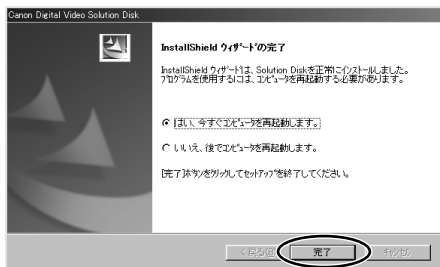 Canon Digital Video Solution Disk
InstallShield ウィザードの完了
InstallShield ウィザードは、Solution Diskを正常にインストールしました。
プログラムを使用するには、コンピュータを再起動する必要があります。
はい、今すぐコンピュータを再起動します。
いいえ、後でコンピュータを再起動します。
[完了]ボタンをクリックしてセットアップを終了してください。
< 戻る(B)
完了
キャンセル